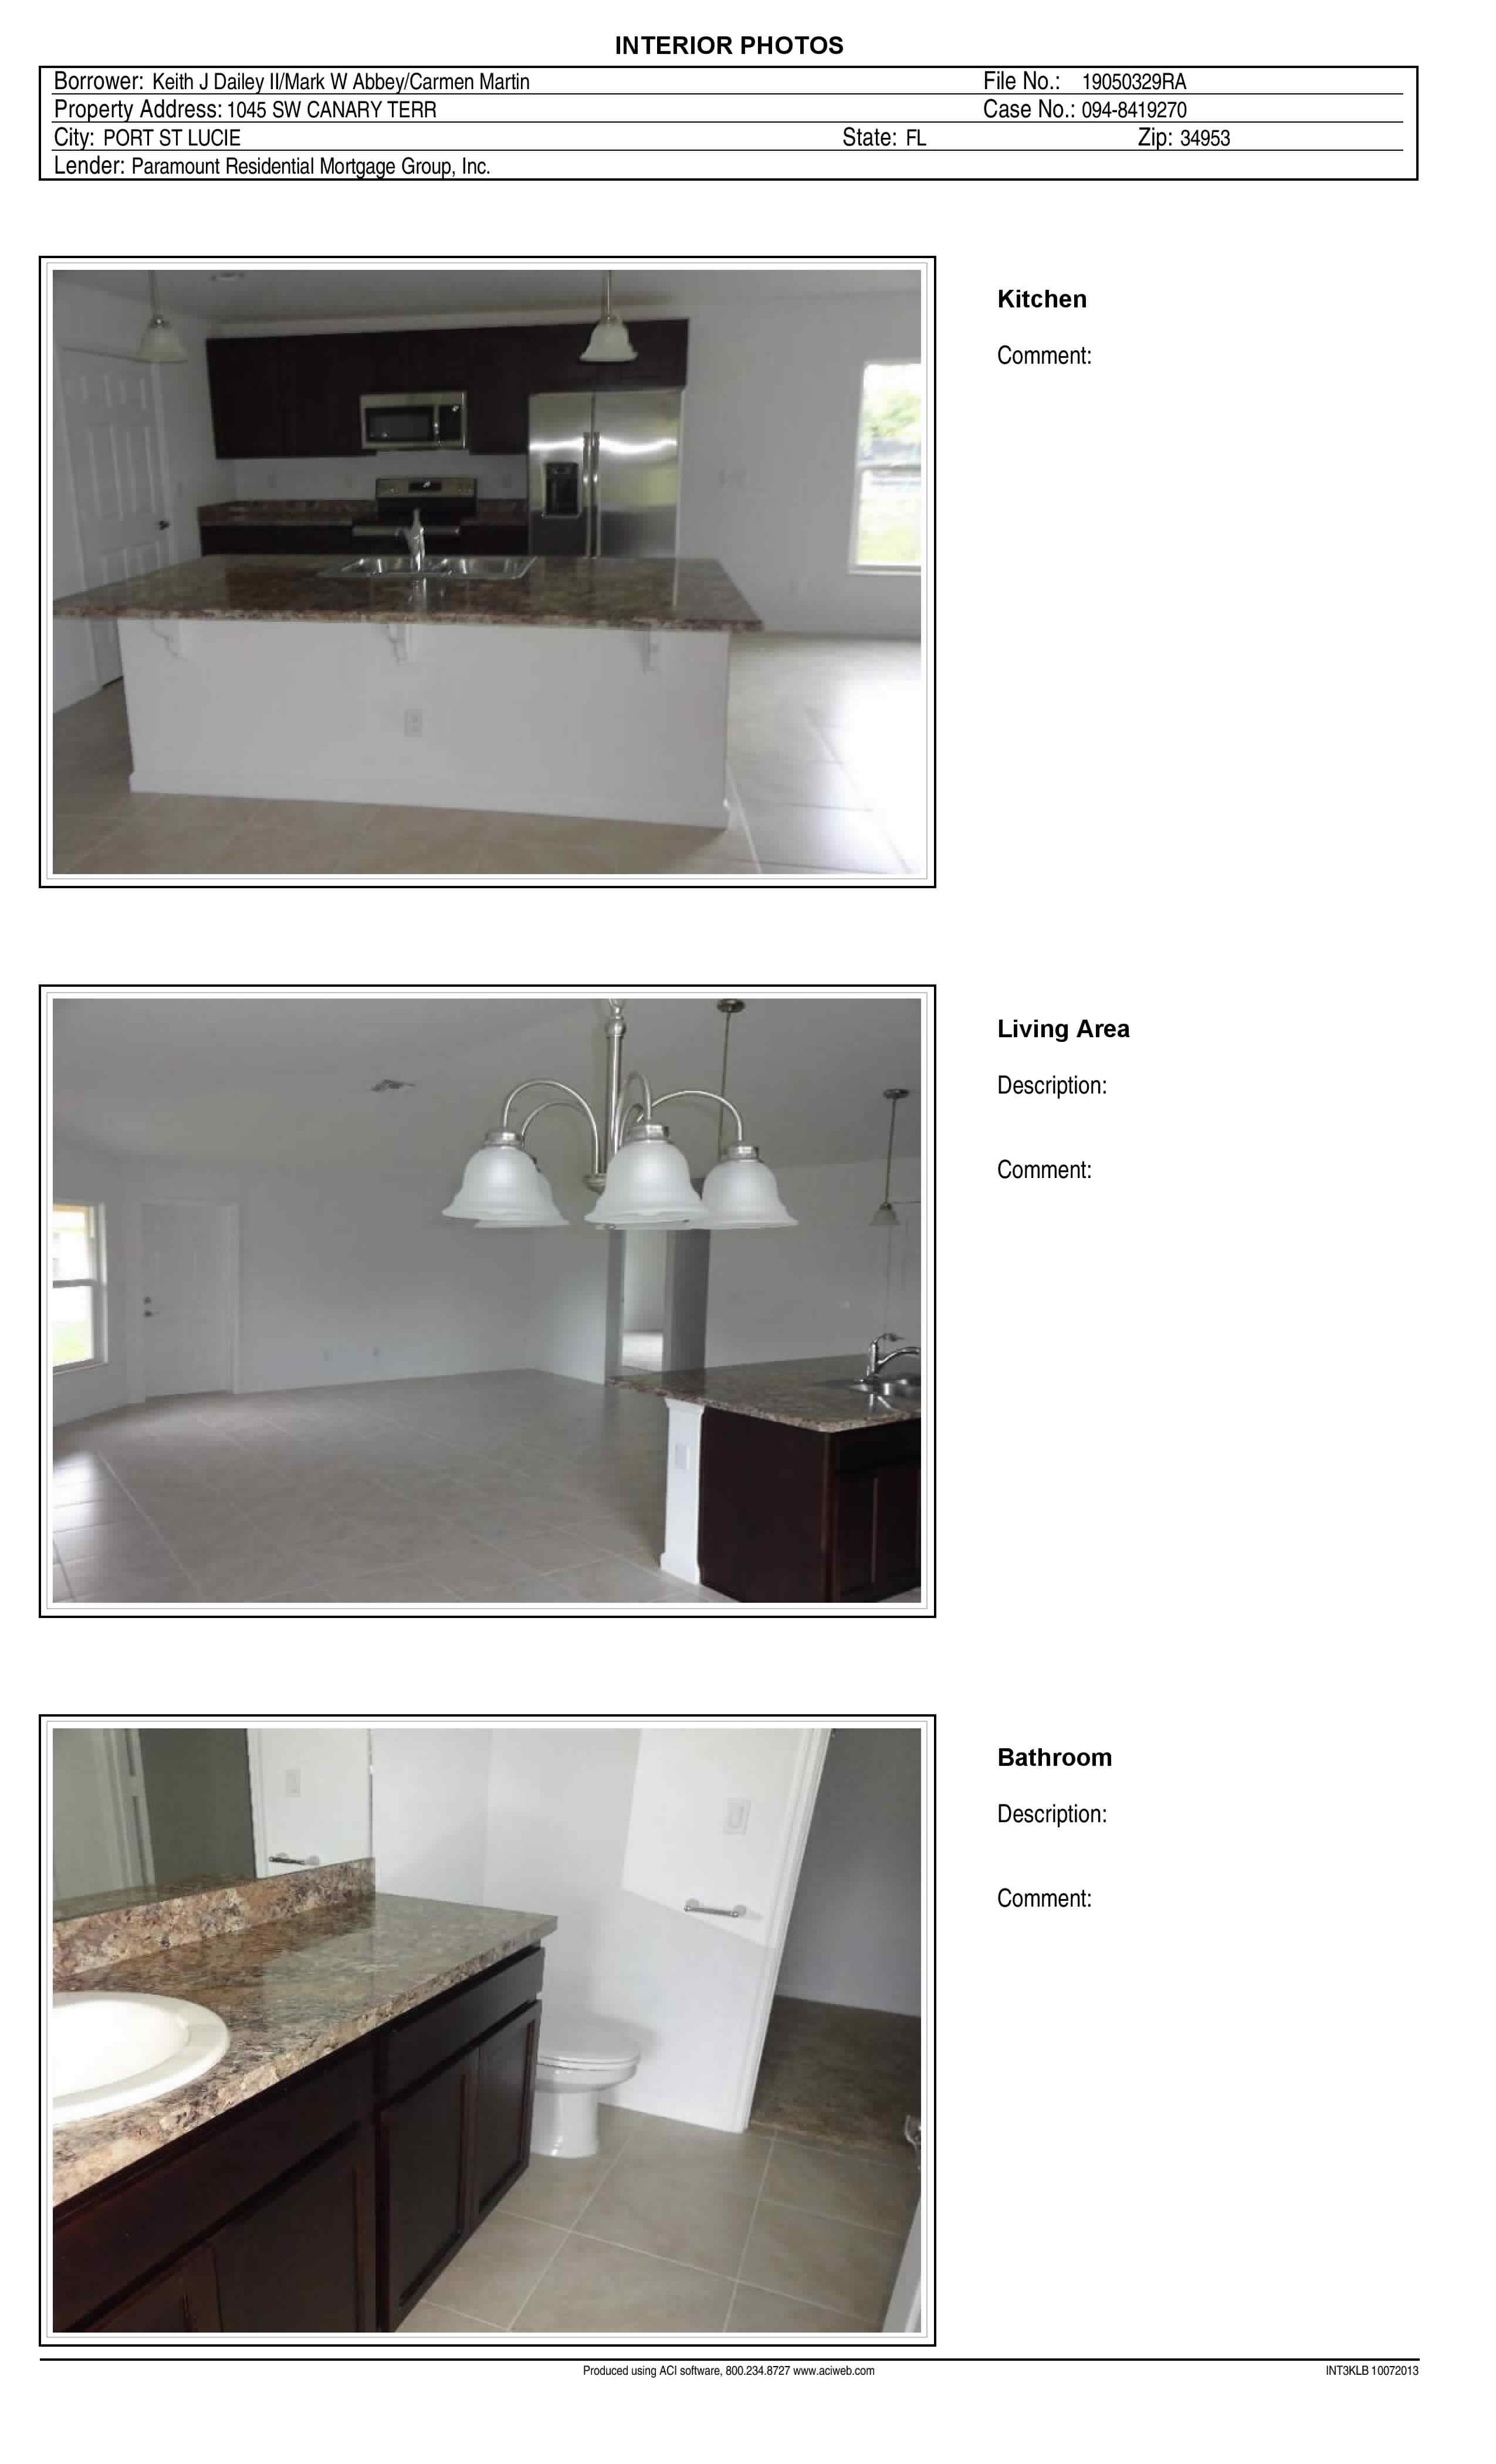 INTERIOR PHOTOS
Borrower: Keith J Dailey II/Mark W Abbey/Carmen Martin File No.: 19050329RA
Property Address: 1045 SW CANARY TERR Case No.: 094-8419270
City: PORT ST LUCIE State: FL Zip: 34953
Lender: Paramount Residential Mortgage Group, Inc.
Kitchen
Comment:
Living Area
Description:
Comment:
Bathroom
Description:
Comment:
Produced using ACI software, 800.234.8727 www.aciweb.com INT3KLB 10072013